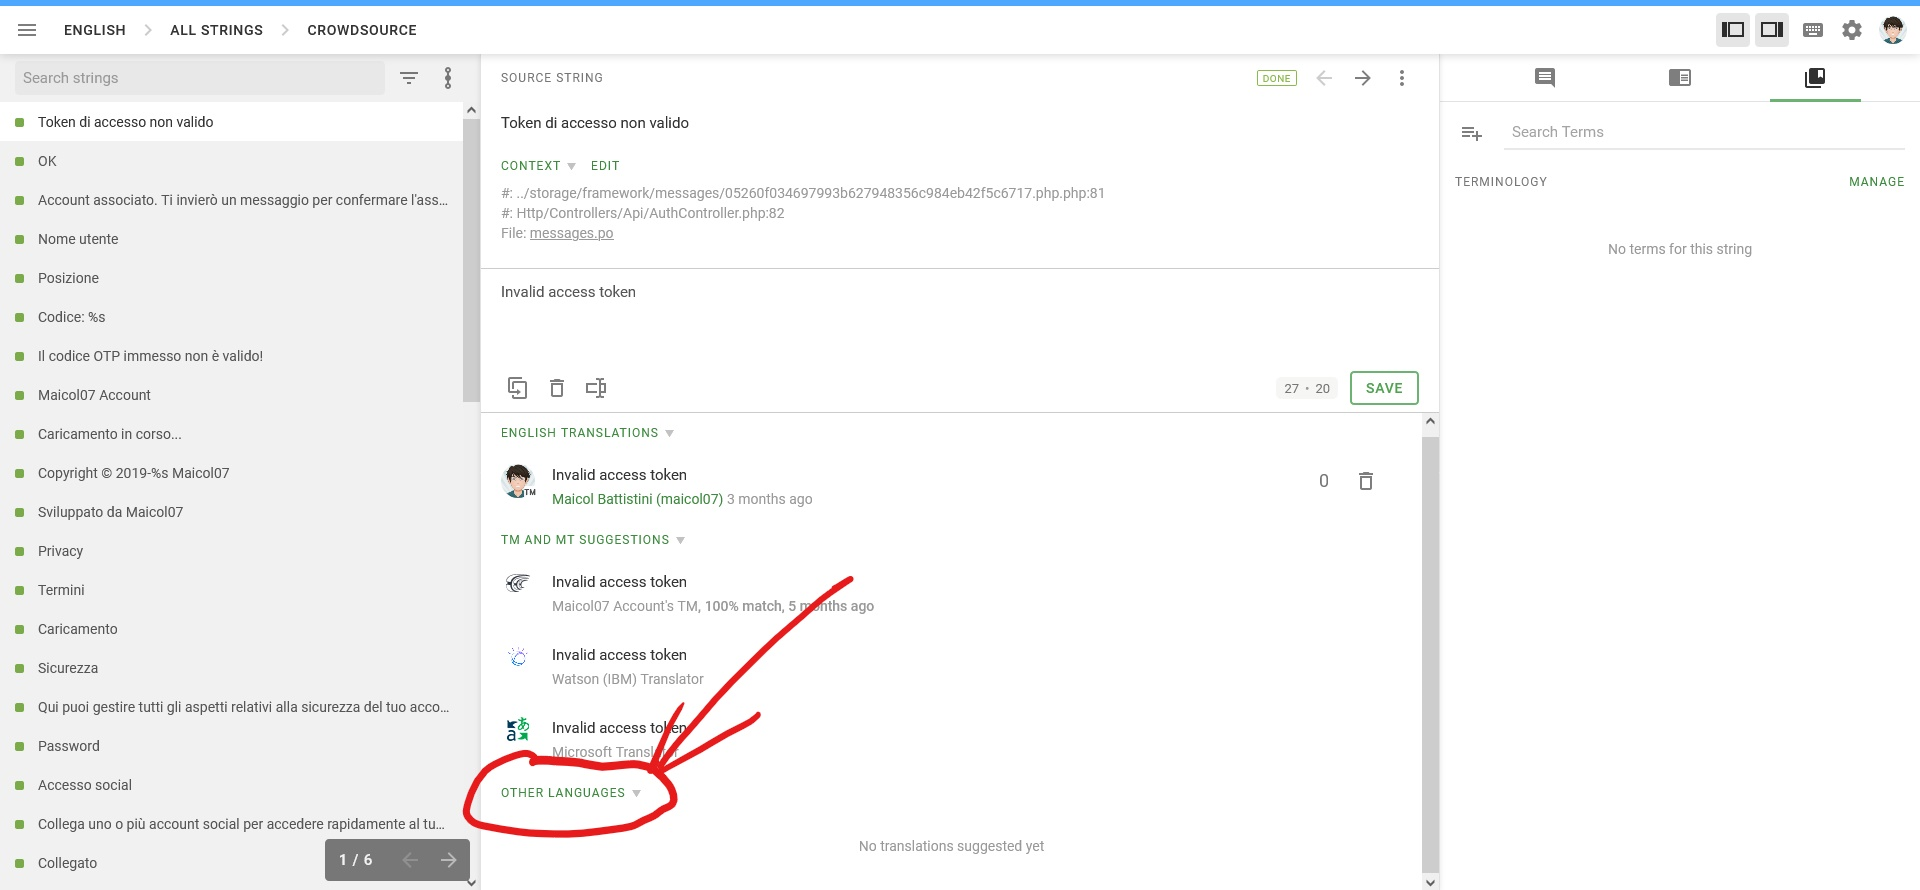 ENGLISH ALL STRINGS CROWDSOURCE
Search strings
Token di accesso non valido
OK
Account associato. Ti invierò un messaggio per confermare l'ass...
Nome utente
Posizione
Codice: %s
Il codice OTP immesso non è valido!
Maicol07 Account
Caricamento in corso...
Copyright © 2019-%s Maicol07
Sviluppato da Maicol07
Privacy
Termini
Caricamento
Sicurezza
Qui puoi gestire tutti gli aspetti relativi alla sicurezza del tuo acco...
Password
Accesso social
Collega uno o più account social per accedere rapidamente al tu...
Collegato
1 / 6
SOURCE STRING
DONE
Token di accesso non valido
CONTEXT EDIT
#: ../storage/framework/messages/05260f034697993b627948356c984eb42f5c6717.php.php:81
#: Http/Controllers/Api/AuthController.php:82
File: messages.po
Invalid access token
27 • 20
SAVE
ENGLISH TRANSLATIONS
Invalid access token
TM
Maicol Battistini (maicol07) 3 months ago
0
TM AND MT SUGGESTIONS
Invalid access token
Maicol07 Account's TM, 100% match, 5 months ago
Invalid access token
Watson (IBM) Translator
Invalid access token
Microsoft Translator
OTHER LANGUAGES
No translations suggested yet
Search Terms
TERMINOLOGY
MANAGE
No terms for this string